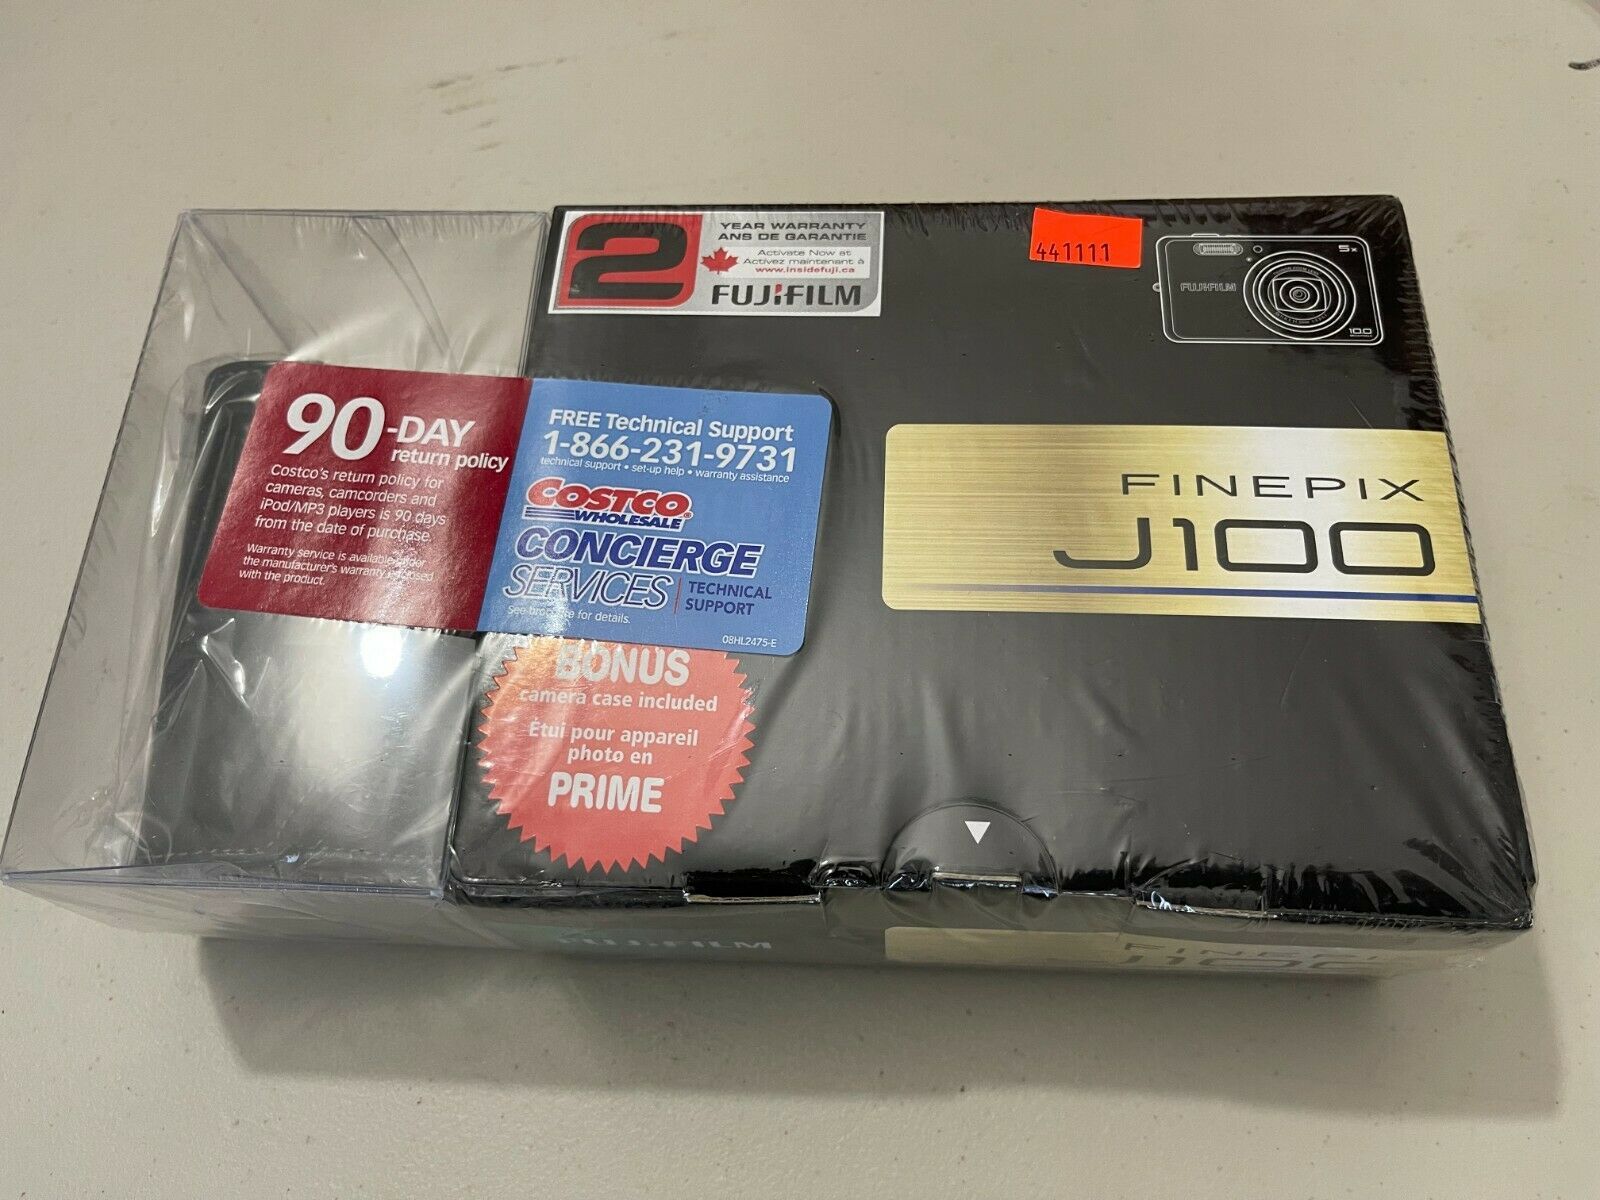 2
YEAR WARRANTY
ANS DE GARANTIE
Activate Now at
Activez maintenant à
www.insidefuji.ca
FUJIFILM
441111
5x
FUJIFILM
10.0
90-DAY
return policy
Costco's return policy for
cameras, camcorders and
iPod/MP3 players is 90 days
from the date of purchase.
Warranty service is available under
the manufacturer's warranty enclosed
with the product.
FREE Technical Support
1-866-231-9731
technical support • set-up help • warranty assistance
COSTCO
WHOLESALE
CONCIERGE
SERVICES
TECHNICAL
SUPPORT
See brochure for details.
08HL2475-E
FINEPIX
J100
BONUS
camera case included
Étui pour appareil
photo en
PRIME
FUJIFILM
FINEPI
J100